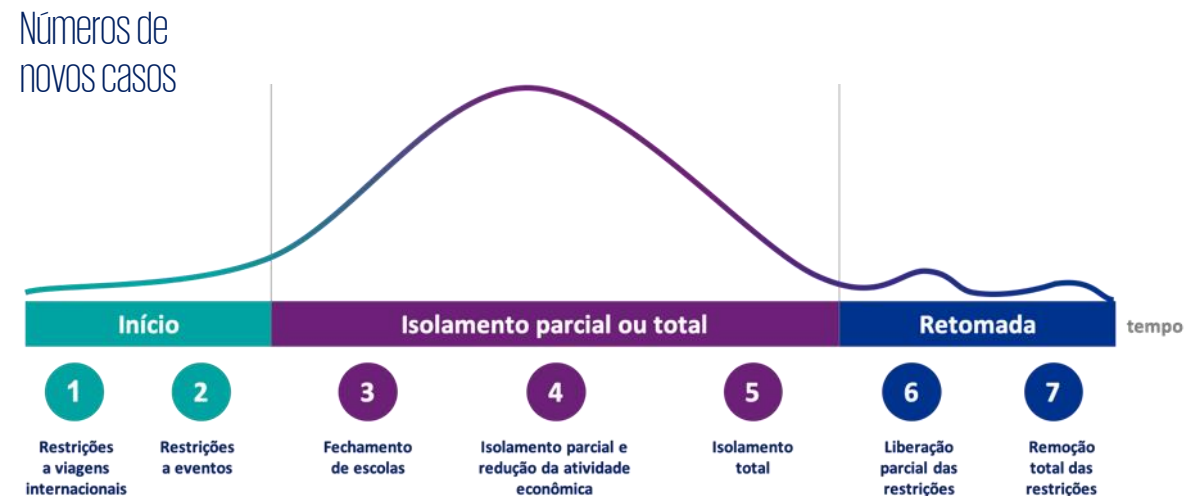 Números de
novos casos
Início
Isolamento parcial ou total
Retomada
tempo
1
2
3
4
5
6
7
Restrições
a viagens
internacionais
Restrições
a eventos
Fechamento
de escolas
Isolamento parcial e
redução da atividade
econômica
Isolamento
total
Liberação
parcial das
restrições
Remoção
total das
restrições